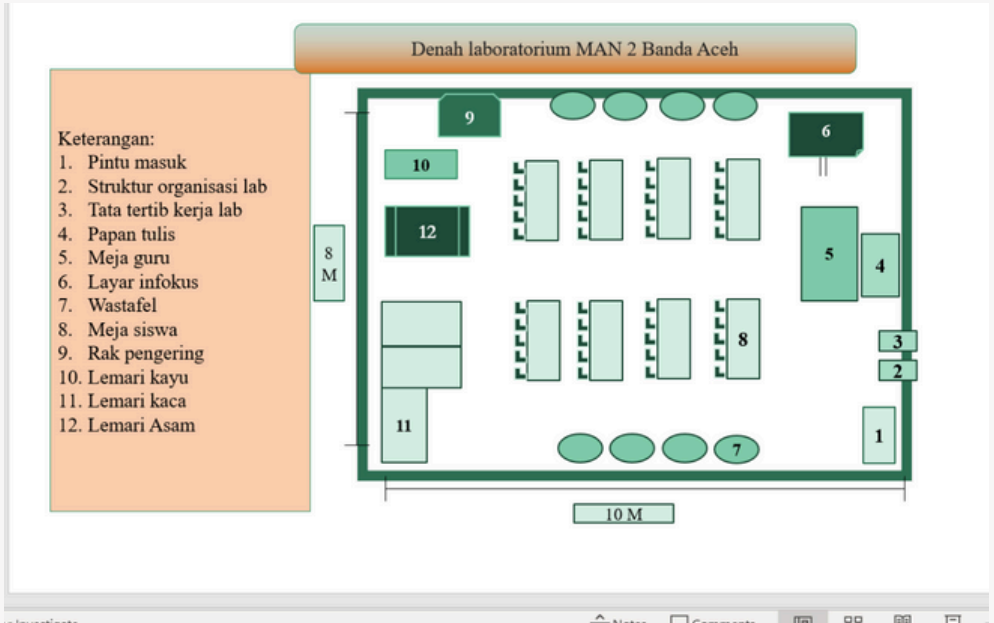 Denah laboratorium MAN 2 Banda Aceh
Keterangan:
1. Pintu masuk
2. Struktur organisasi lab
3. Tata tertib kerja lab
4. Papan tulis
5. Meja guru
6. Layar infokus
7. Wastafel
8. Meja siswa
9. Rak pengering
10. Lemari kayu
11. Lemari kaca
12. Lemari Asam
8
M
9
10
12
11
6
5
4
3
2
1
8
7
10 M